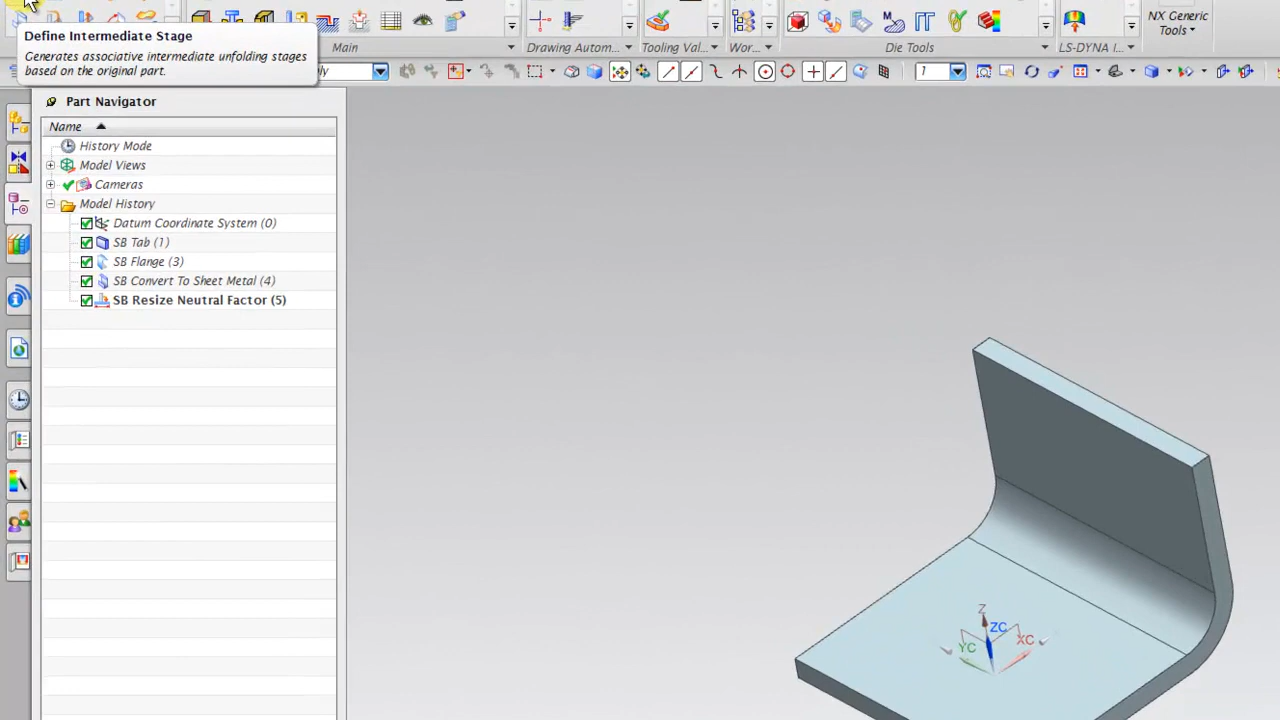 Define Intermediate Stage
Generates associative intermediate unfolding stages
based on the original part.
Main
Drawing Autom...
Tooling Val...
Wor...
Die Tools
LS-DYNA
NX Generic
Tools
1
Part Navigator
Name
History Mode
Model Views
Cameras
Model History
Datum Coordinate System (0)
SB Tab (1)
SB Flange (3)
SB Convert To Sheet Metal (4)
SB Resize Neutral Factor (5)
Z
ZC
XC
YC